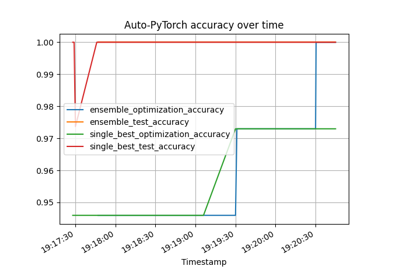 Auto-PyTorch accuracy over time
1.00
0.99
0.98
0.97
0.96
0.95
ensemble_optimization_accuracy
ensemble_test_accuracy
single_best_optimization_accuracy
single_best_test_accuracy
19:17:30
19:18:00
19:18:30
19:19:00
19:19:30
19:20:00
19:20:30
Timestamp